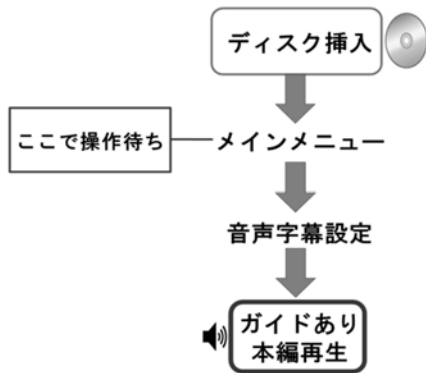 ディスク挿入
ここで操作待ち
メインメニュー
音声字幕設定
ガイドあり
本編再生